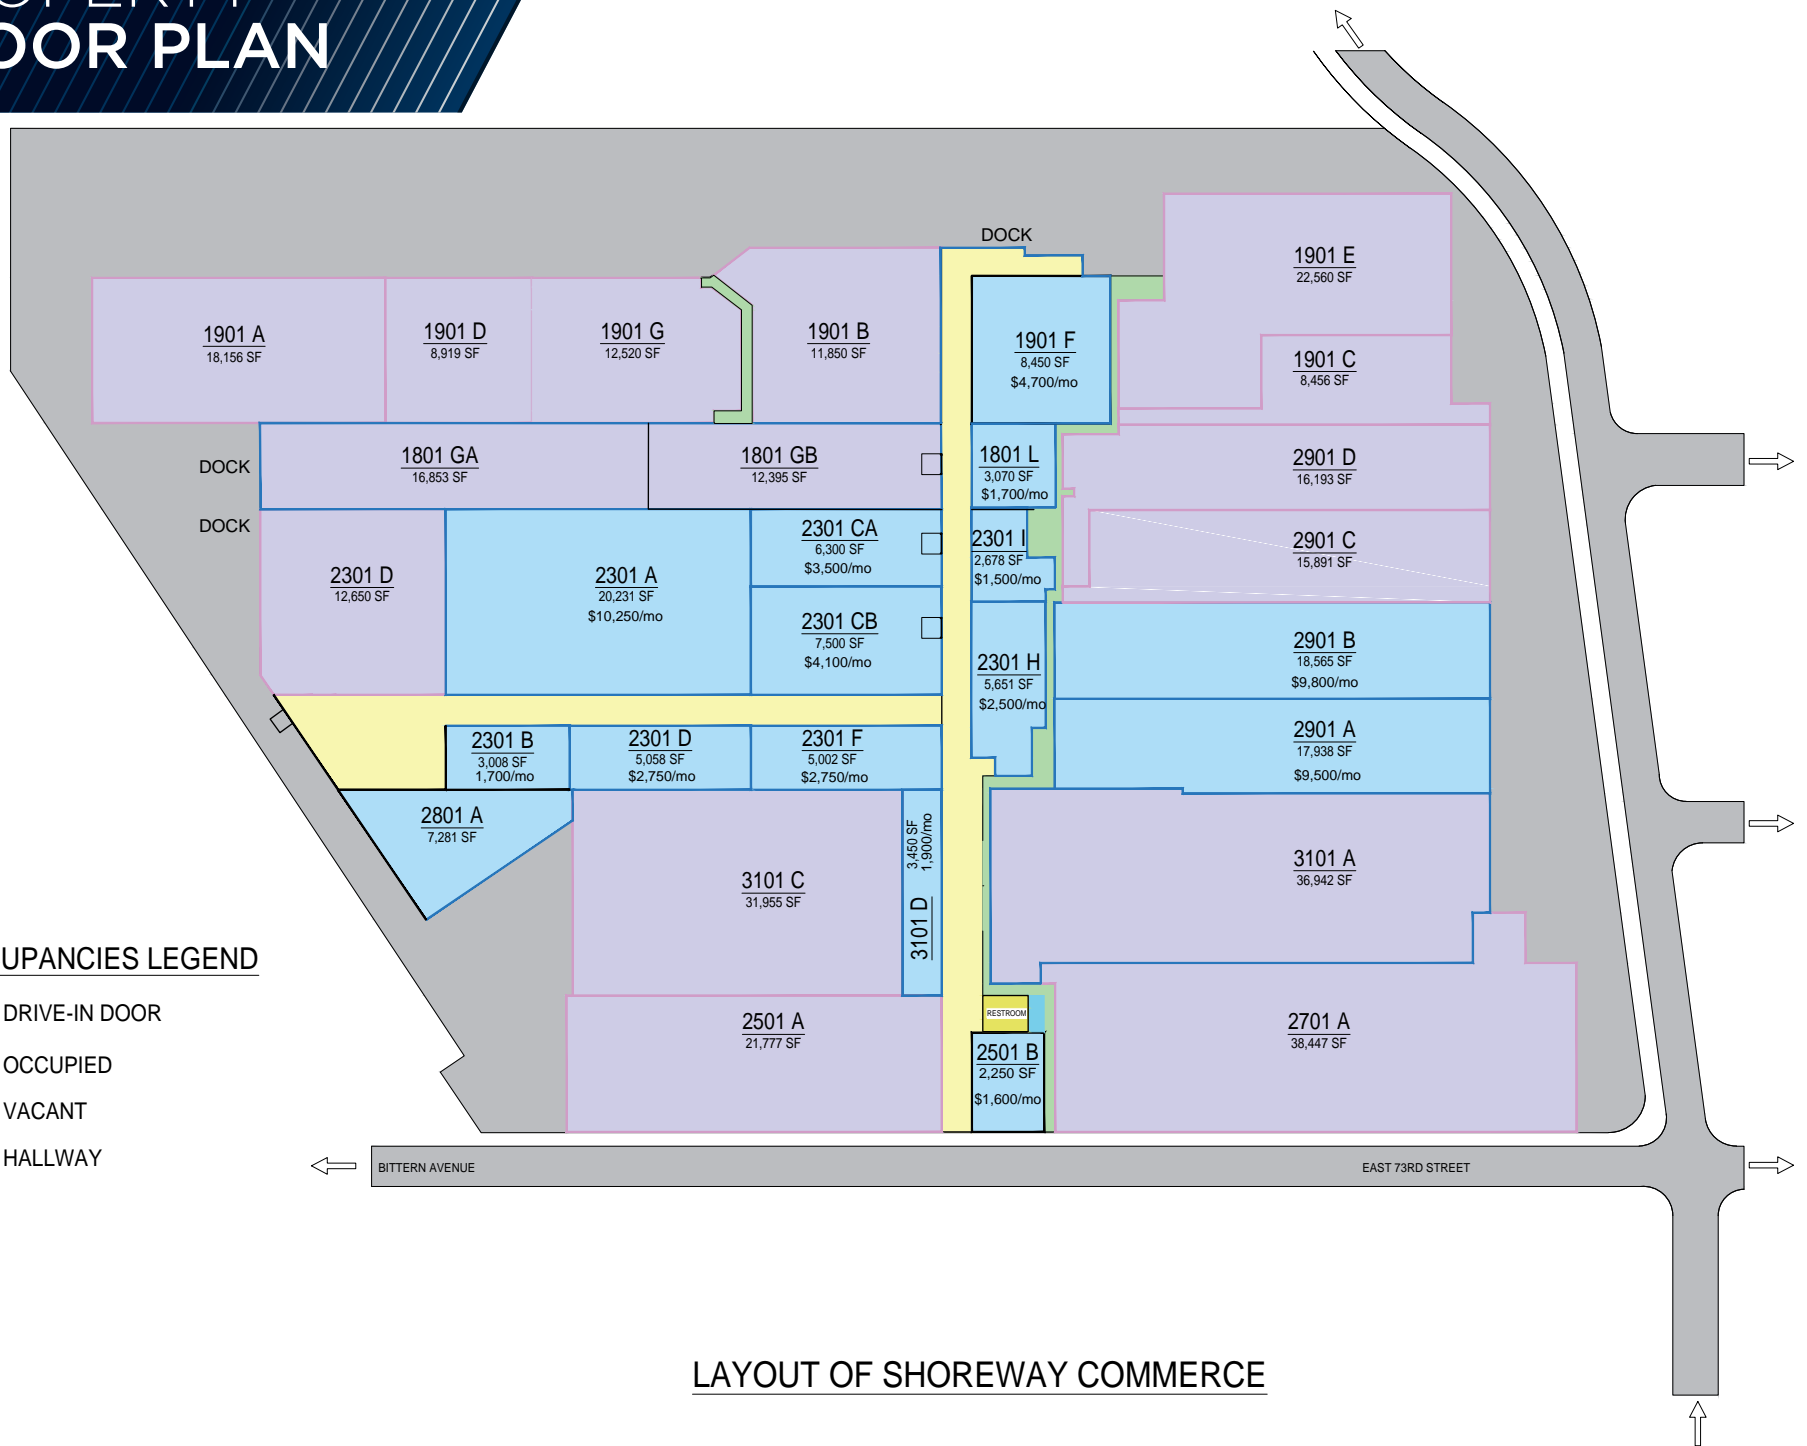 OOR PLAN
DOCK
1901 E
22,560 SF
1901 A
18,156 SF
1901 D
8,919 SF
1901 G
12,520 SF
1901 B
11,850 SF
1901 F
8,450 SF
$4,700/mo
1901 C
8,456 SF
DOCK
1801 GA
16,853 SF
1801 GB
12,395 SF
1801 L
3,070 SF
$1,700/mo
2901 D
16,193 SF
DOCK
2301 D
12,650 SF
2301 A
20,231 SF
$10,250/mo
2301 CA
6,300 SF
$3,500/mo
2301 I
2,678 SF
$1,500/mo
2901 C
15,891 SF
2301 CB
7,500 SF
$4,100/mo
2301 H
5,651 SF
$2,500/mo
2901 B
18,565 SF
$9,800/mo
2301 B
3,008 SF
1,700/mo
2301 D
5,058 SF
$2,750/mo
2301 F
5,002 SF
$2,750/mo
2901 A
17,938 SF
$9,500/mo
2801 A
7,281 SF
3101 C
31,955 SF
3101 D
3,450 SF
1,900/mo
3101 A
36,942 SF
UPANCIES LEGEND
DRIVE-IN DOOR
OCCUPIED
VACANT
HALLWAY
2501 A
21,777 SF
RESTROOM
2501 B
2,250 SF
$1,600/mo
2701 A
38,447 SF
BITTERN AVENUE
EAST 73RD STREET
LAYOUT OF SHOREWAY COMMERCE